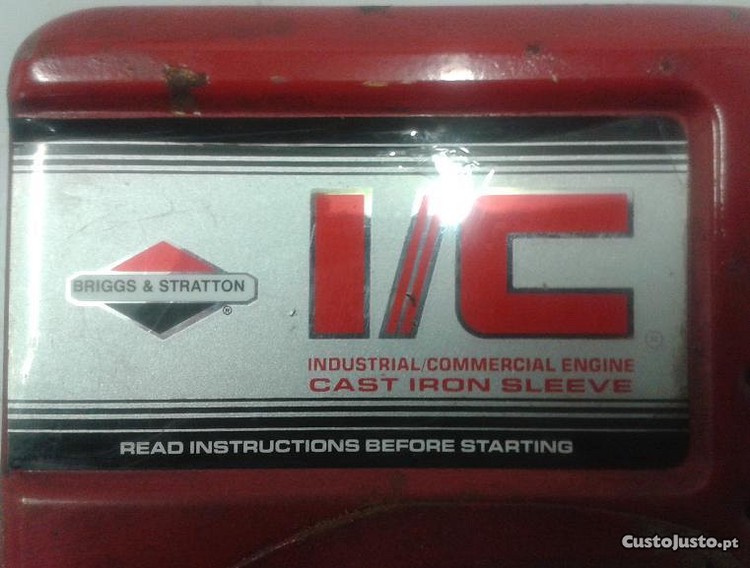 BRIGGS & STRATTON ®
I/C ®
INDUSTRIAL/COMMERCIAL ENGINE
CAST IRON SLEEVE
READ INSTRUCTIONS BEFORE STARTING
CustoJusto.pt